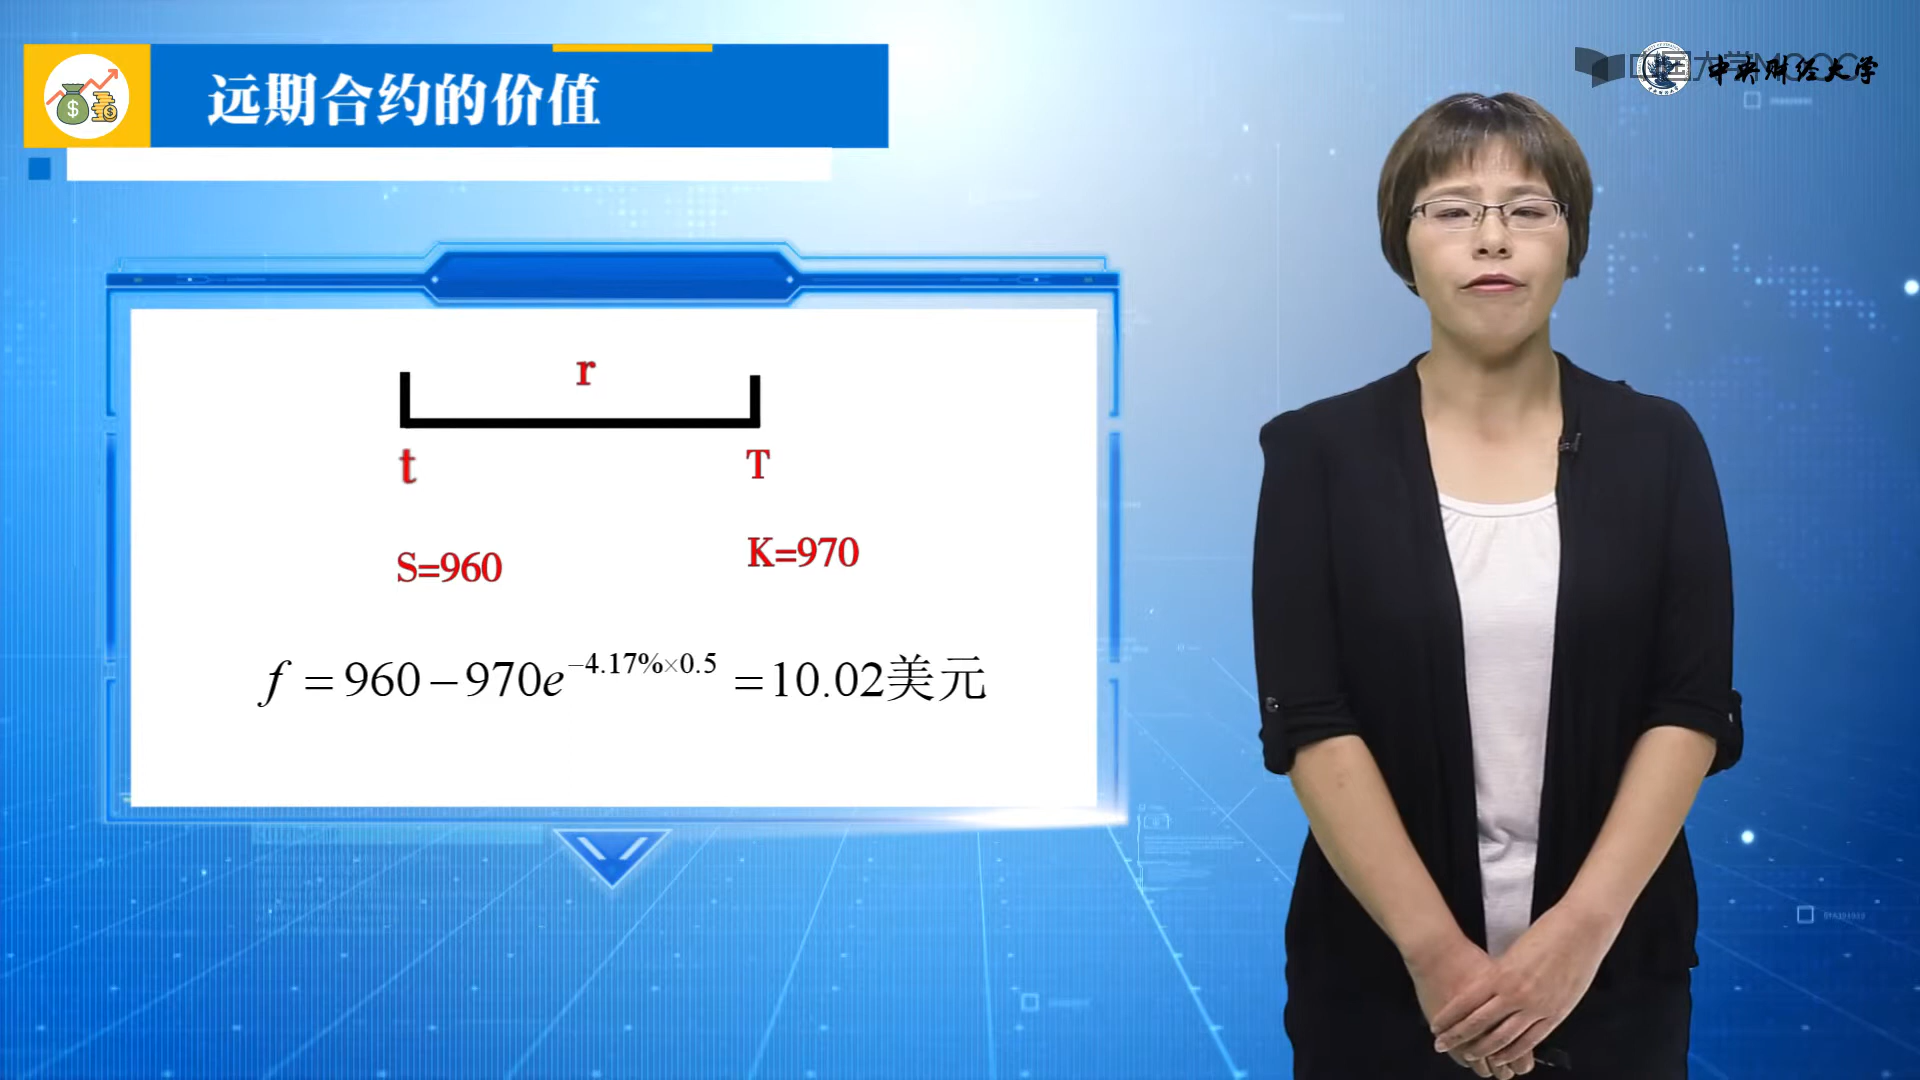 远期合约的价值
中央财经大学
r
t T
S=960 K=970
f = 960 − 970e^{−4.17%×0.5} = 10.02美元